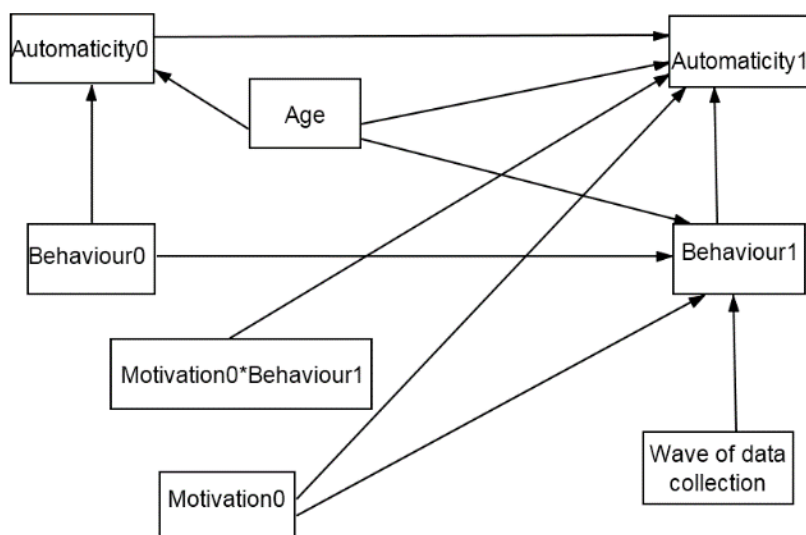 Automaticity0
Automaticity1
Age
Behaviour0
Behaviour1
Motivation0*Behaviour1
Motivation0
Wave of data
collection